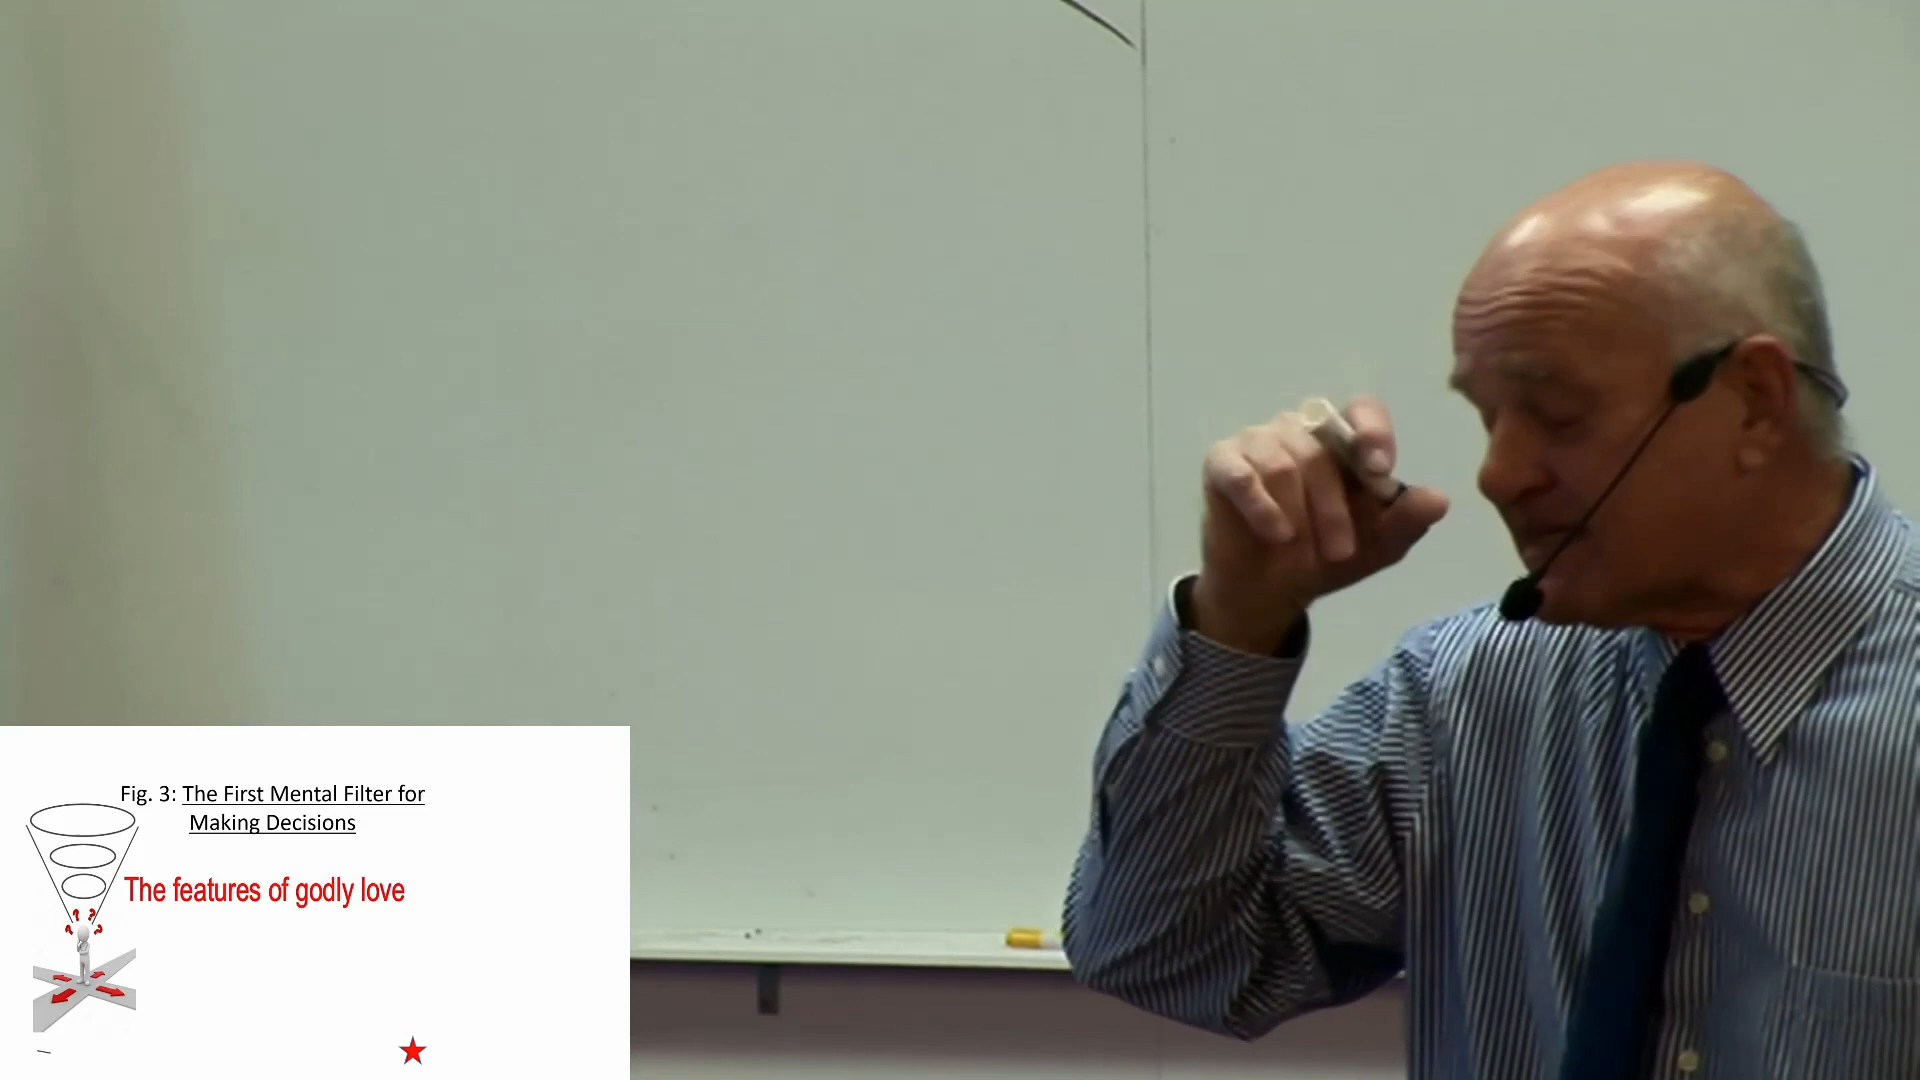 Fig. 3: The First Mental Filter for
Making Decisions
The features of godly love